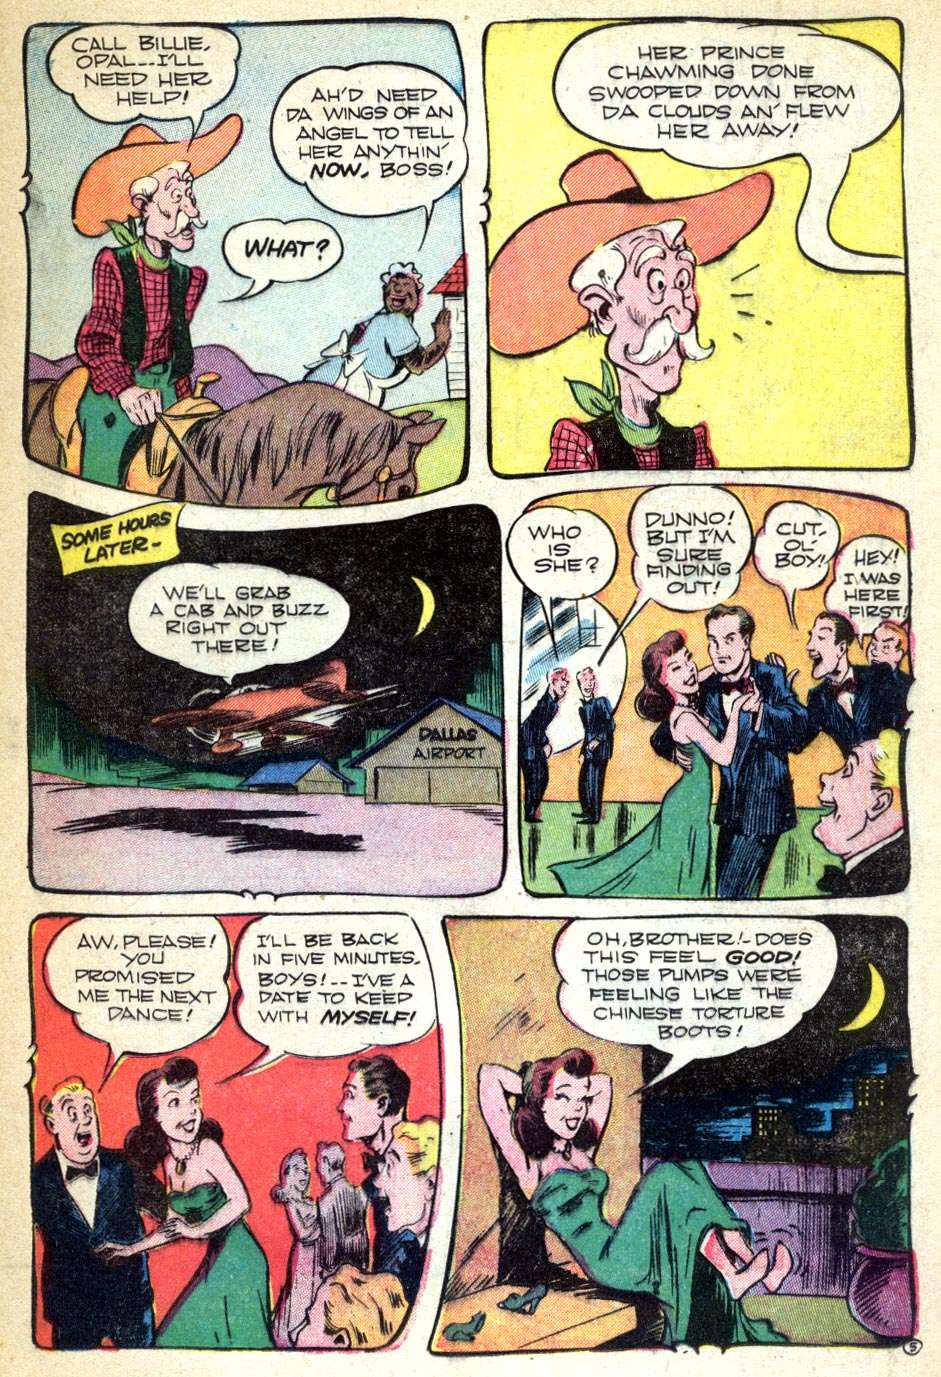 CALL BILLIE,
OPAL--I'LL
NEED HER
HELP!
AH'D NEED
DA WINGS OF AN
ANGEL TO TELL
HER ANYTHIN'
NOW, BOSS!
WHAT?
HER PRINCE
CHAWMING DONE
SWOOPED DOWN FROM
DA CLOUDS AN' FLEW
HER AWAY!
SOME HOURS
LATER-
WE'LL GRAB
A CAB AND BUZZ
RIGHT OUT
THERE!
DALLAS
AIRPORT
WHO
IS
SHE?
DUNNO!
BUT I'M
SURE
FINDING
OUT!
CUT,
OL'
BOY!
HEY!
I WAS
HERE
FIRST!
AW, PLEASE!
YOU
PROMISED
ME THE NEXT
DANCE!
I'LL BE BACK
IN FIVE MINUTES,
BOYS!--I'VE A
DATE TO KEEP
WITH MYSELF!
OH, BROTHER!-DOES
THIS FEEL GOOD!
THOSE PUMPS WERE
FEELING LIKE THE
CHINESE TORTURE
BOOTS!
5